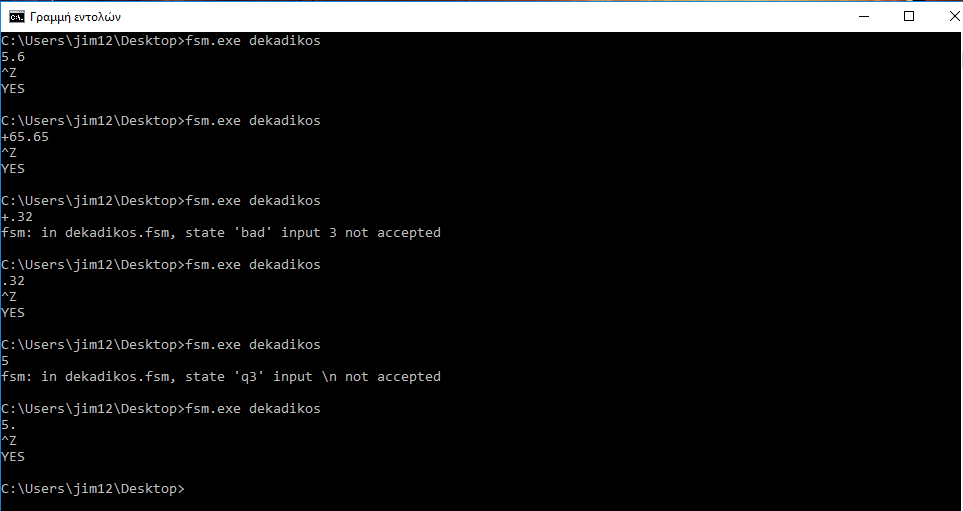 Γραμμή εντολών
C:\Users\jim12\Desktop>fsm.exe dekadikos
5.6
^Z
YES
C:\Users\jim12\Desktop>fsm.exe dekadikos
+65.65
^Z
YES
C:\Users\jim12\Desktop>fsm.exe dekadikos
+.32
fsm: in dekadikos.fsm, state 'bad' input 3 not accepted
C:\Users\jim12\Desktop>fsm.exe dekadikos
.32
^Z
YES
C:\Users\jim12\Desktop>fsm.exe dekadikos
5
fsm: in dekadikos.fsm, state 'q3' input \n not accepted
C:\Users\jim12\Desktop>fsm.exe dekadikos
5.
^Z
YES
C:\Users\jim12\Desktop>